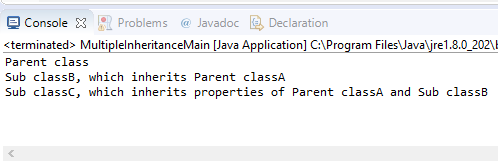 Console Problems @ Javadoc Declaration
<terminated> MultipleInheritanceMain [Java Application] C:\Program Files\Java\jre1.8.0_202\
Parent class
Sub classB, which inherits Parent classA
Sub classC, which inherits properties of Parent classA and Sub classB